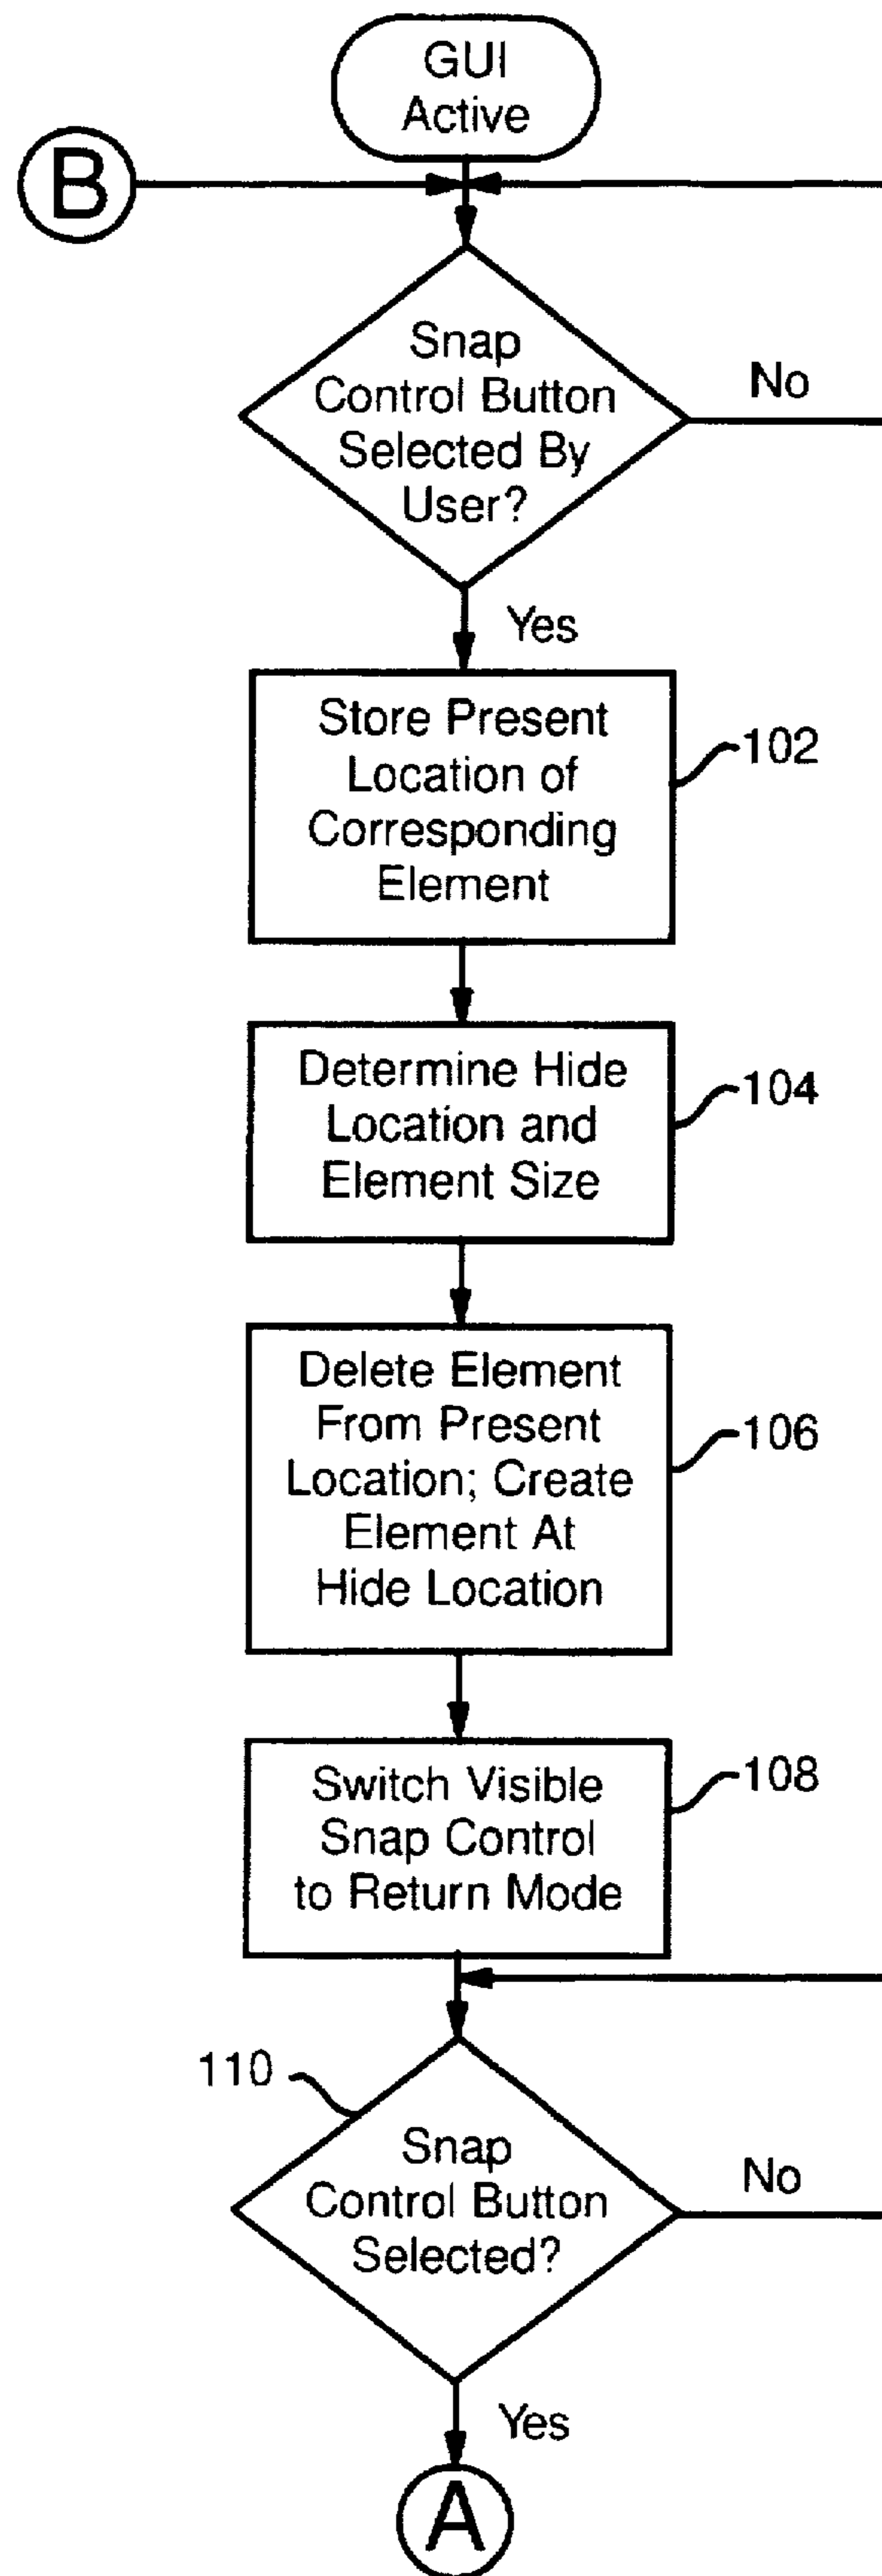 GUI
Active
B
Snap
Control Button
Selected By
User?
No
Yes
Store Present
Location of
Corresponding
Element
102
Determine Hide
Location and
Element Size
104
Delete Element
From Present
Location; Create
Element At
Hide Location
106
Switch Visible
Snap Control
to Return Mode
108
110
Snap
Control Button
Selected?
No
Yes
A